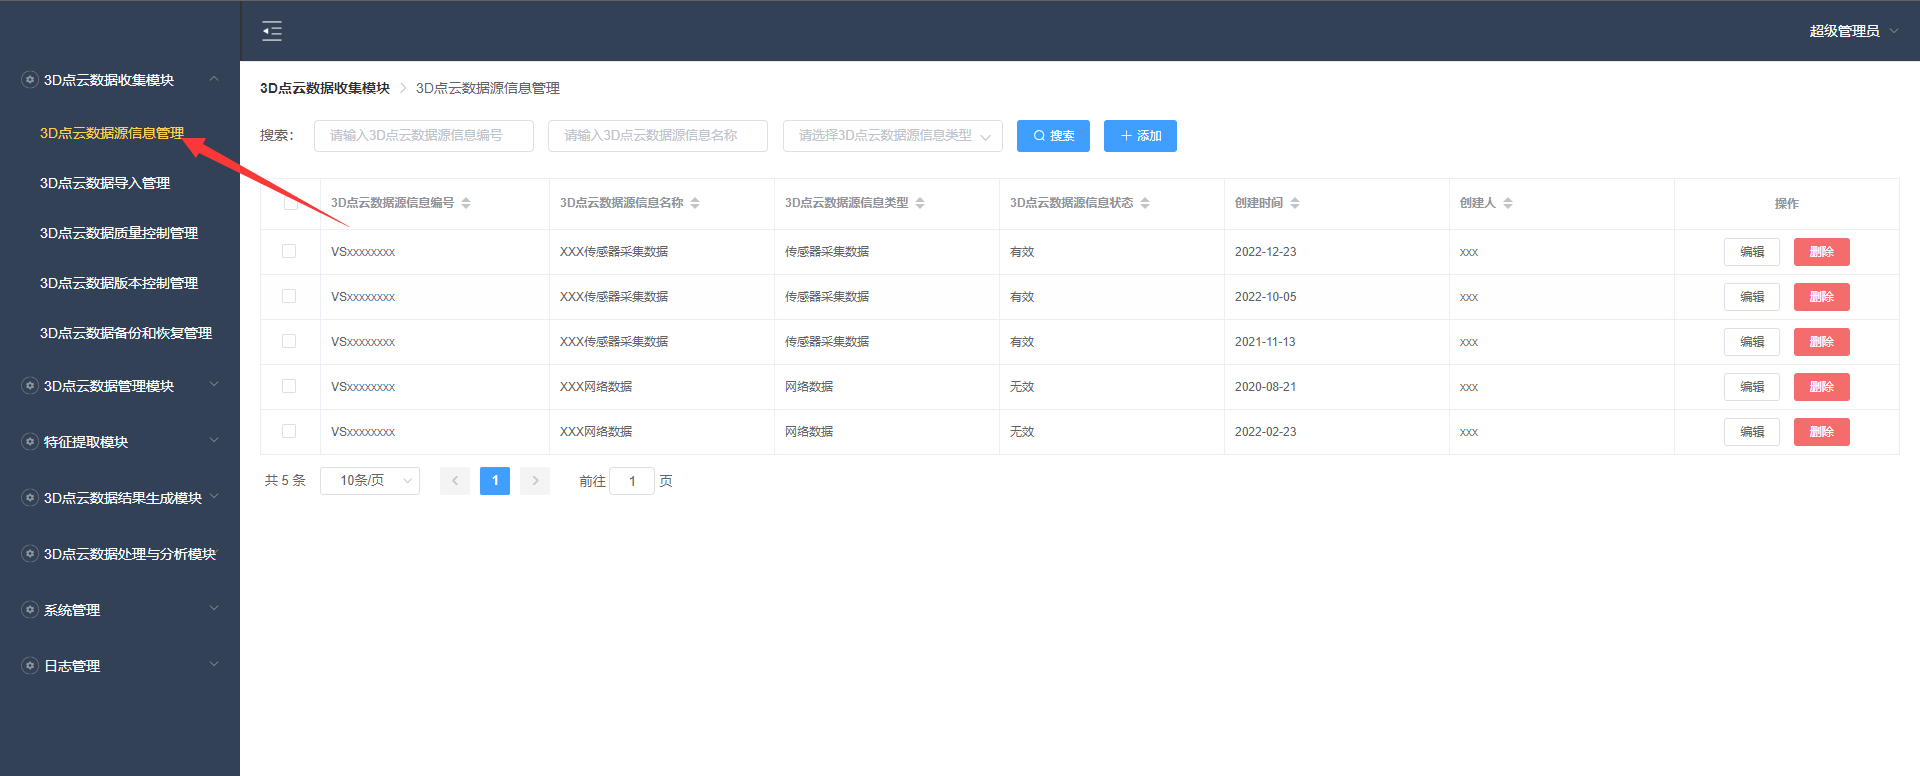 超级管理员
3D点云数据收集模块
3D点云数据源信息管理
3D点云数据导入管理
3D点云数据质量控制管理
3D点云数据版本控制管理
3D点云数据备份和恢复管理
3D点云数据管理模块
特征提取模块
3D点云数据结果生成模块
3D点云数据处理与分析模块
系统管理
日志管理
3D点云数据收集模块 > 3D点云数据源信息管理
搜索： 请输入3D点云数据源信息编号 请输入3D点云数据源信息名称 请选择3D点云数据源信息类型 搜索 添加
3D点云数据源信息编号 3D点云数据源信息名称 3D点云数据源信息类型 3D点云数据源信息状态 创建时间 创建人 操作
VSxxxxxxxx XXX传感器采集数据 传感器采集数据 有效 2022-12-23 xxx 编辑 删除
VSxxxxxxxx XXX传感器采集数据 传感器采集数据 有效 2022-10-05 xxx 编辑 删除
VSxxxxxxxx XXX传感器采集数据 传感器采集数据 有效 2021-11-13 xxx 编辑 删除
VSxxxxxxxx XXX网络数据 网络数据 无效 2020-08-21 xxx 编辑 删除
VSxxxxxxxx XXX网络数据 网络数据 无效 2022-02-23 xxx 编辑 删除
共 5 条 10条/页 1 前往 1 页